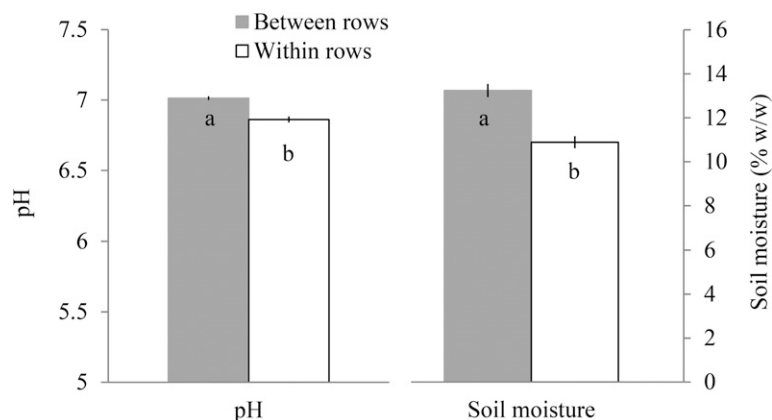 Between rows
Within rows
7.5
7
6.5
6
5.5
5
pH
a
b
pH
a
b
Soil moisture
16
14
12
10
8
6
4
2
0
Soil moisture (% w/w)